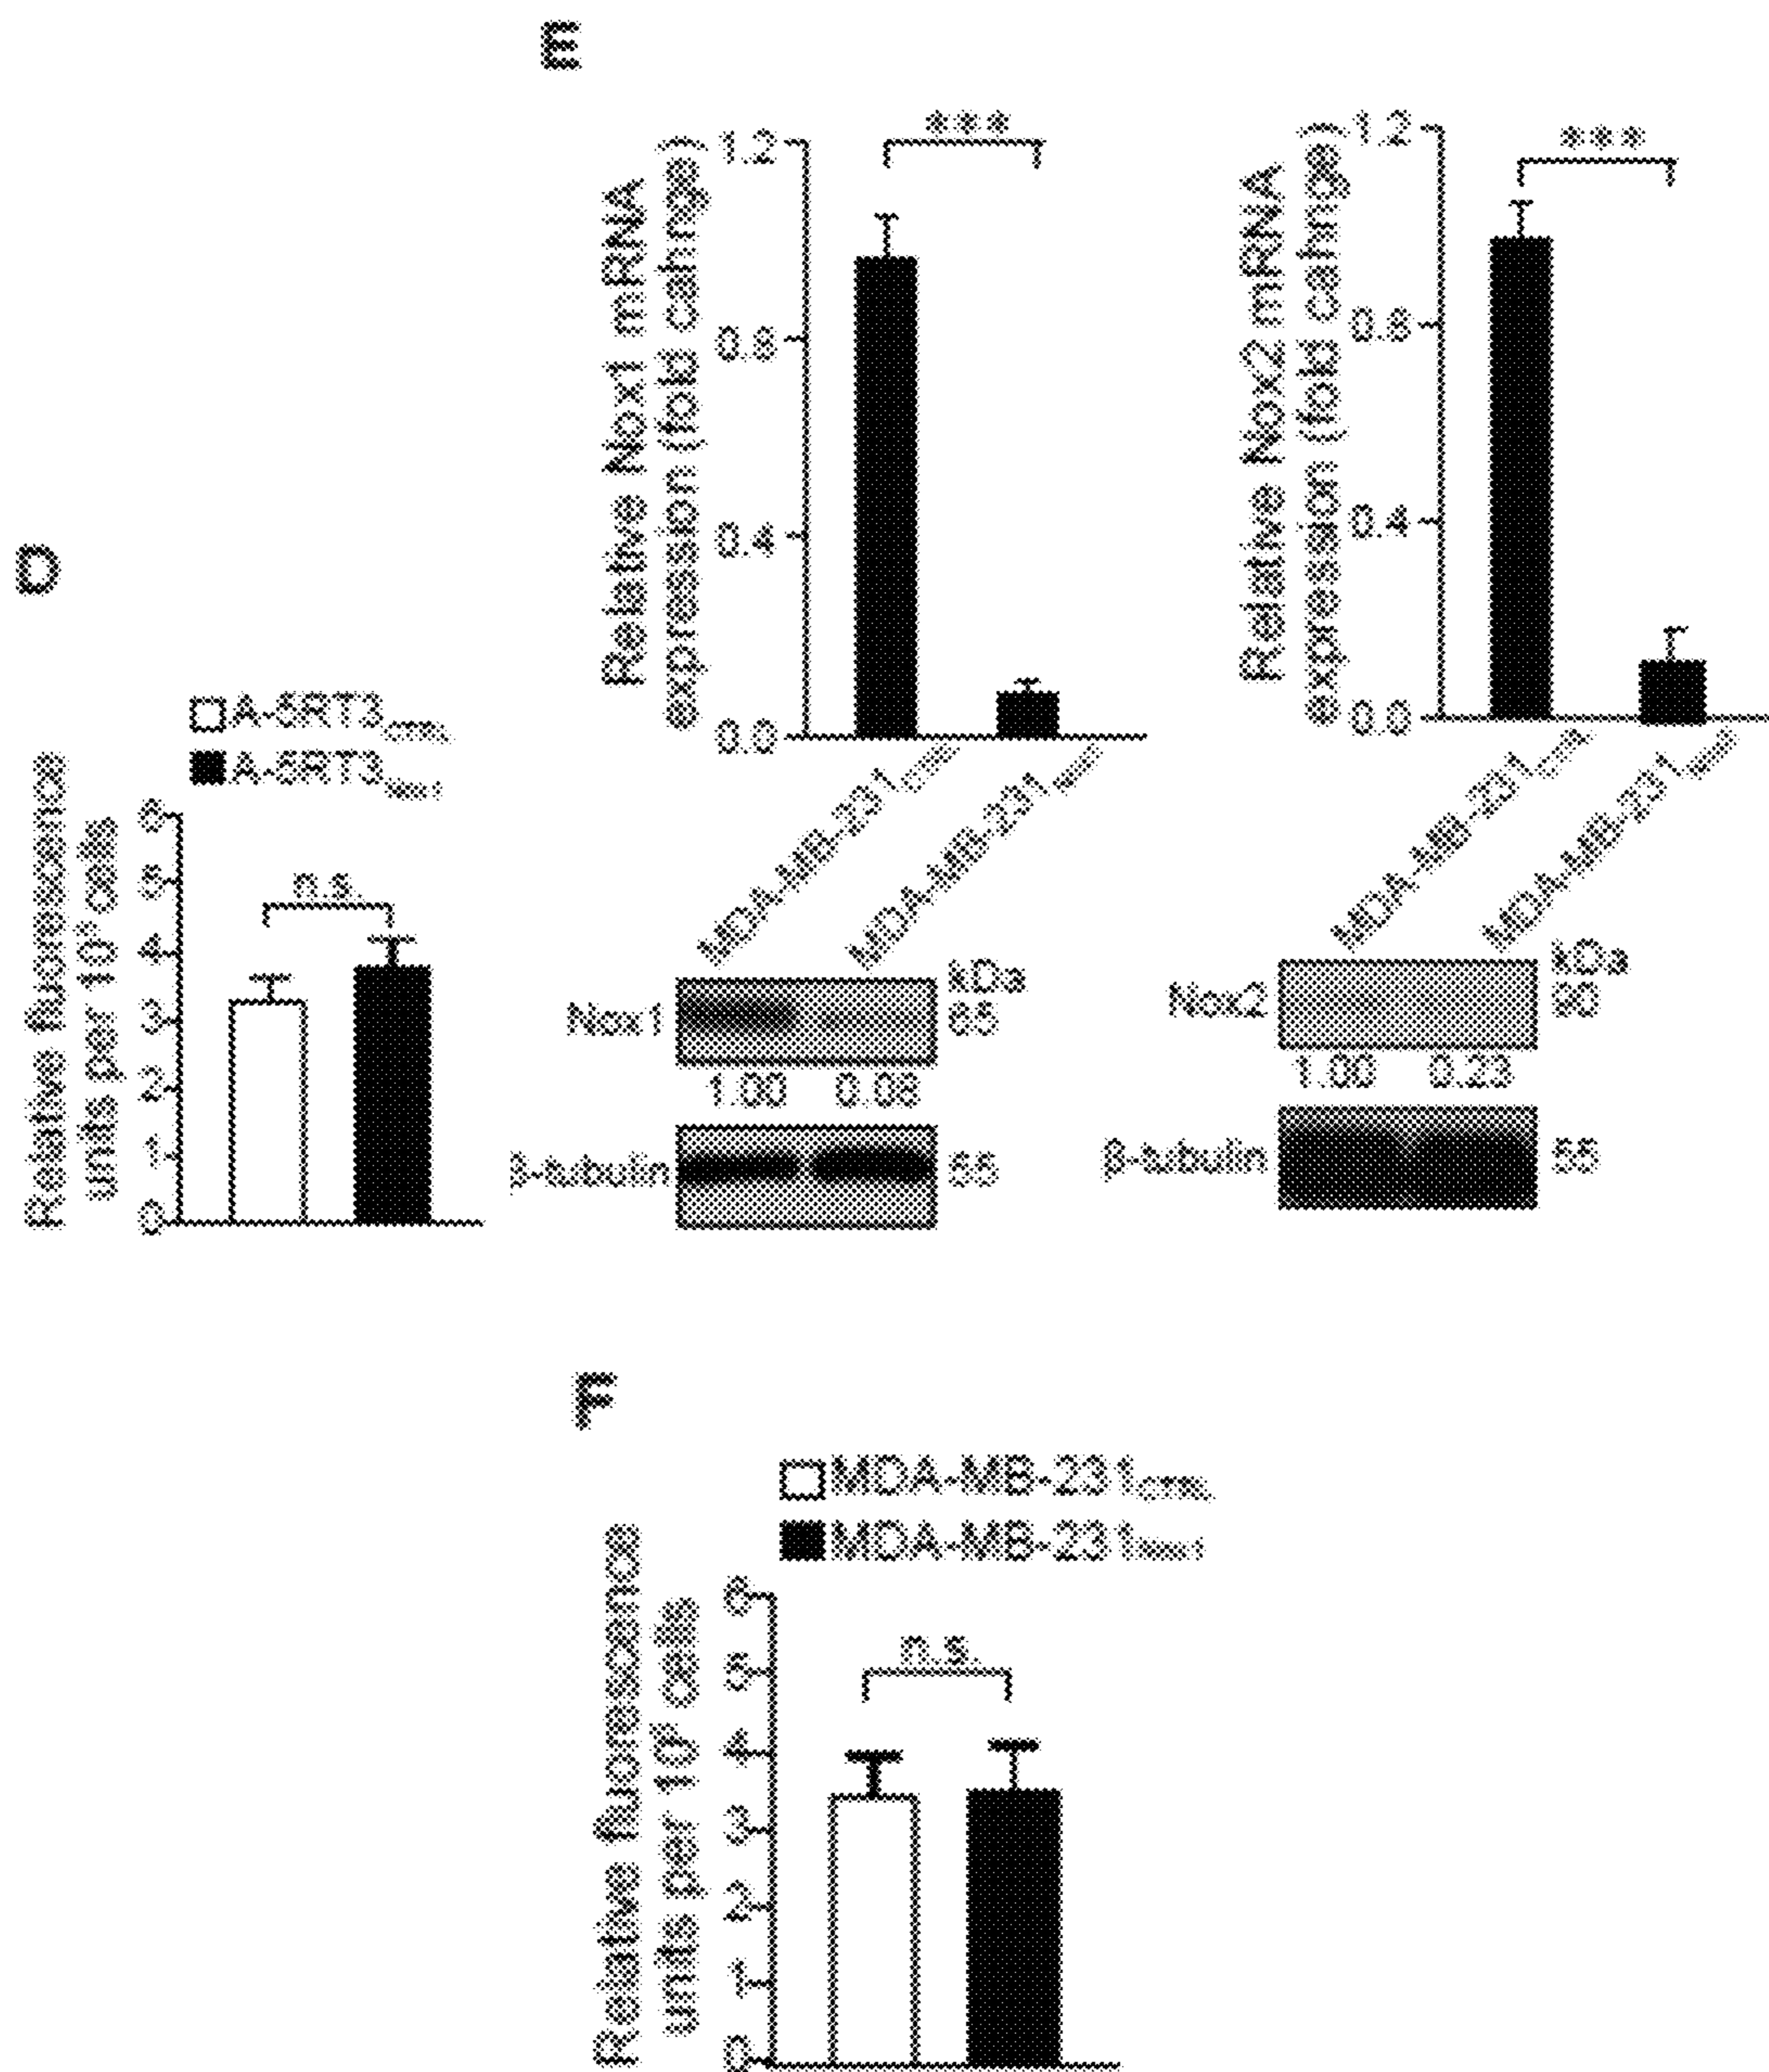 E
Relative Nox1 mRNA
expression (fold cahnge)
1.2
0.8
0.4
0.0
***
MDA-MB-231
MDA-MB-231
Nox1
kDa
65
1.00 0.08
β-tubulin
55
Relative Nox2 mRNA
expression (fold cahnge)
1.2
0.8
0.4
0.0
***
MDA-MB-231
MDA-MB-231
Nox2
kDa
90
1.00 0.23
β-tubulin
55
D
A-5RT3CTRL
A-5RT3Nox1
Relative fluorescence
units per 10 cells
6
5
4
3
2
1
0
n.s.
F
MDA-MB-231CTRL
MDA-MB-231Nox1
Relative fluorescence
units per 10 cells
6
5
4
3
2
1
0
n.s.